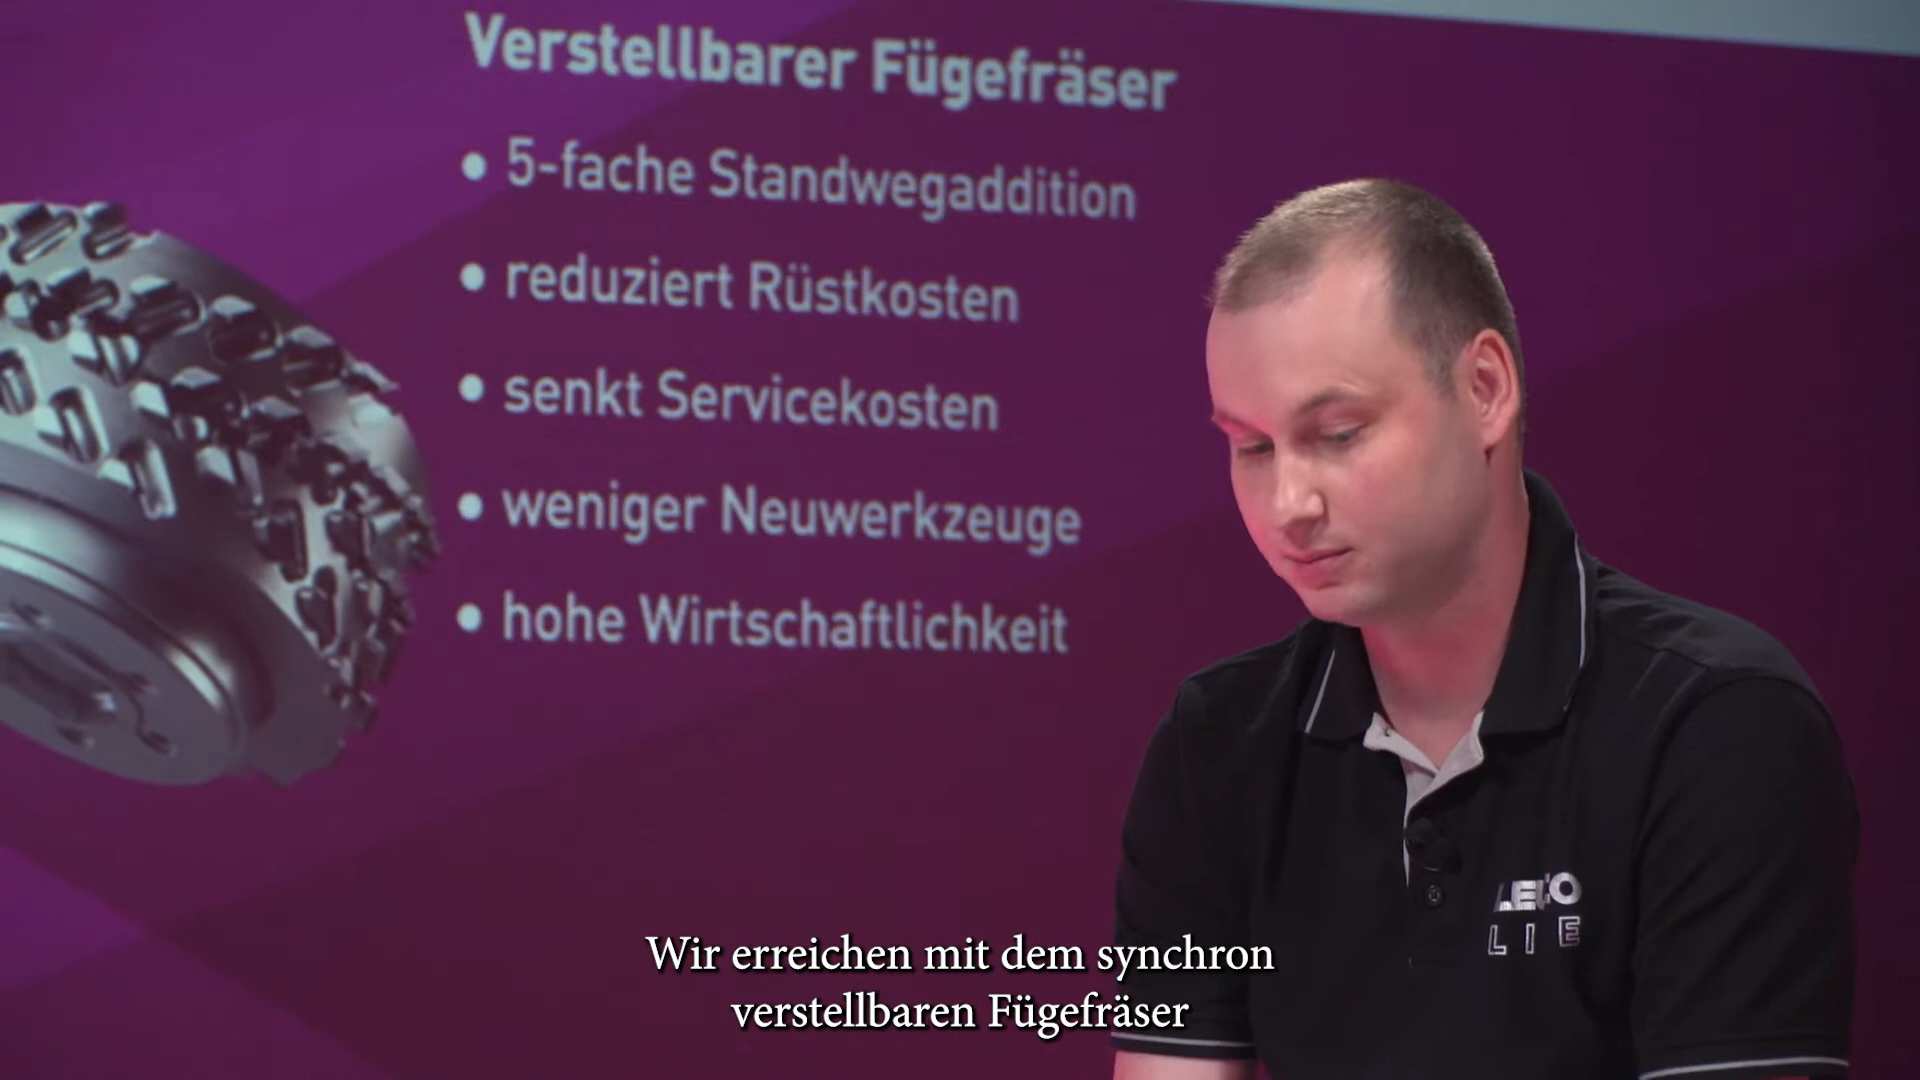 Verstellbarer Fügefräser
• 5-fache Standwegaddition
• reduziert Rüstkosten
• senkt Servicekosten
• weniger Neuwerkzeuge
• hohe Wirtschaftlichkeit
LIE
Wir erreichen mit dem synchron
verstellbaren Fügefräser